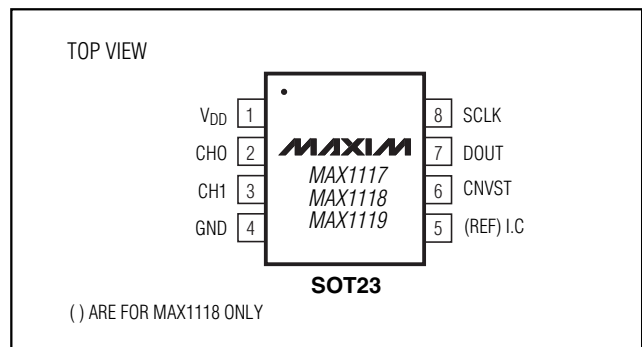 TOP VIEW
VDD 1
CH0 2
CH1 3
GND 4
MAXIM
MAX1117
MAX1118
MAX1119
8 SCLK
7 DOUT
6 CNVST
5 (REF) I.C
SOT23
( ) ARE FOR MAX1118 ONLY